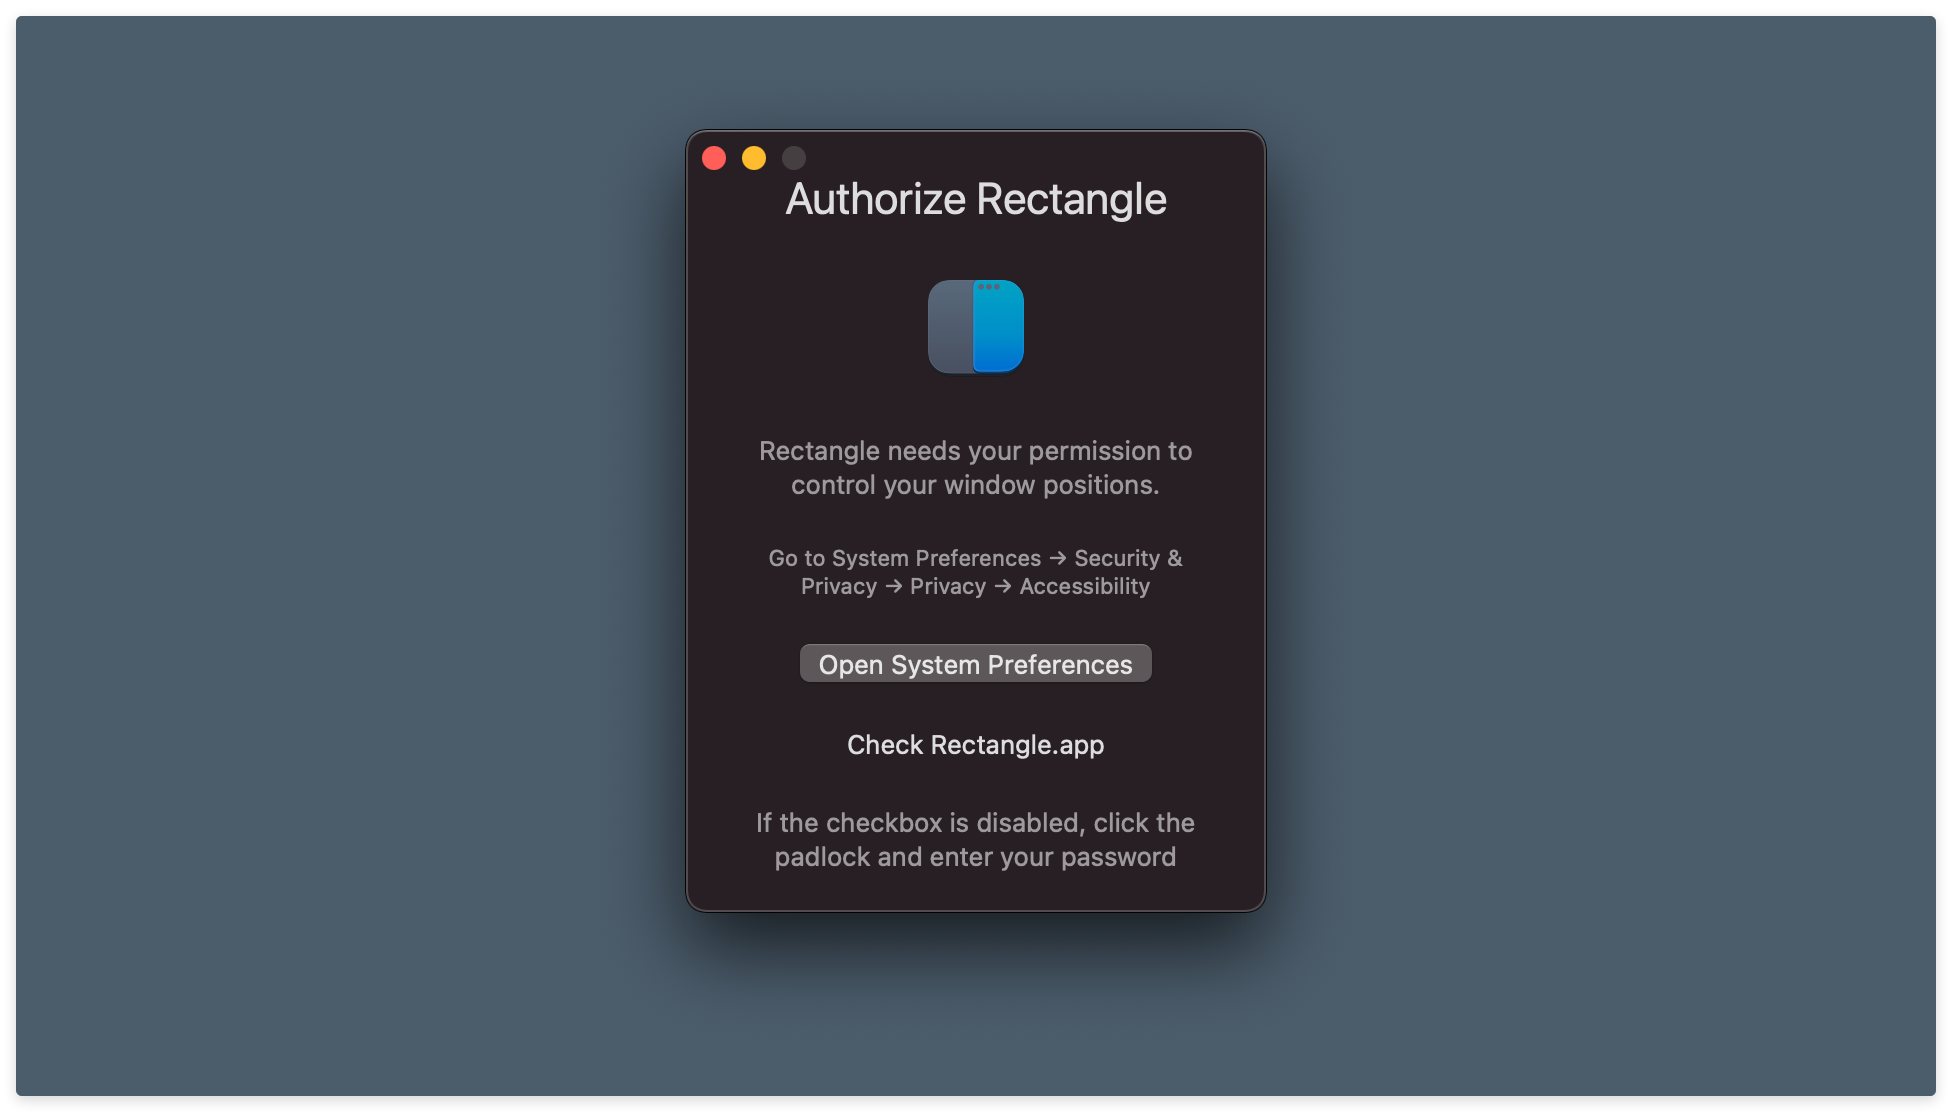 Authorize Rectangle
Rectangle needs your permission to
control your window positions.
Go to System Preferences → Security &
Privacy → Privacy → Accessibility
Open System Preferences
Check Rectangle.app
If the checkbox is disabled, click the
padlock and enter your password